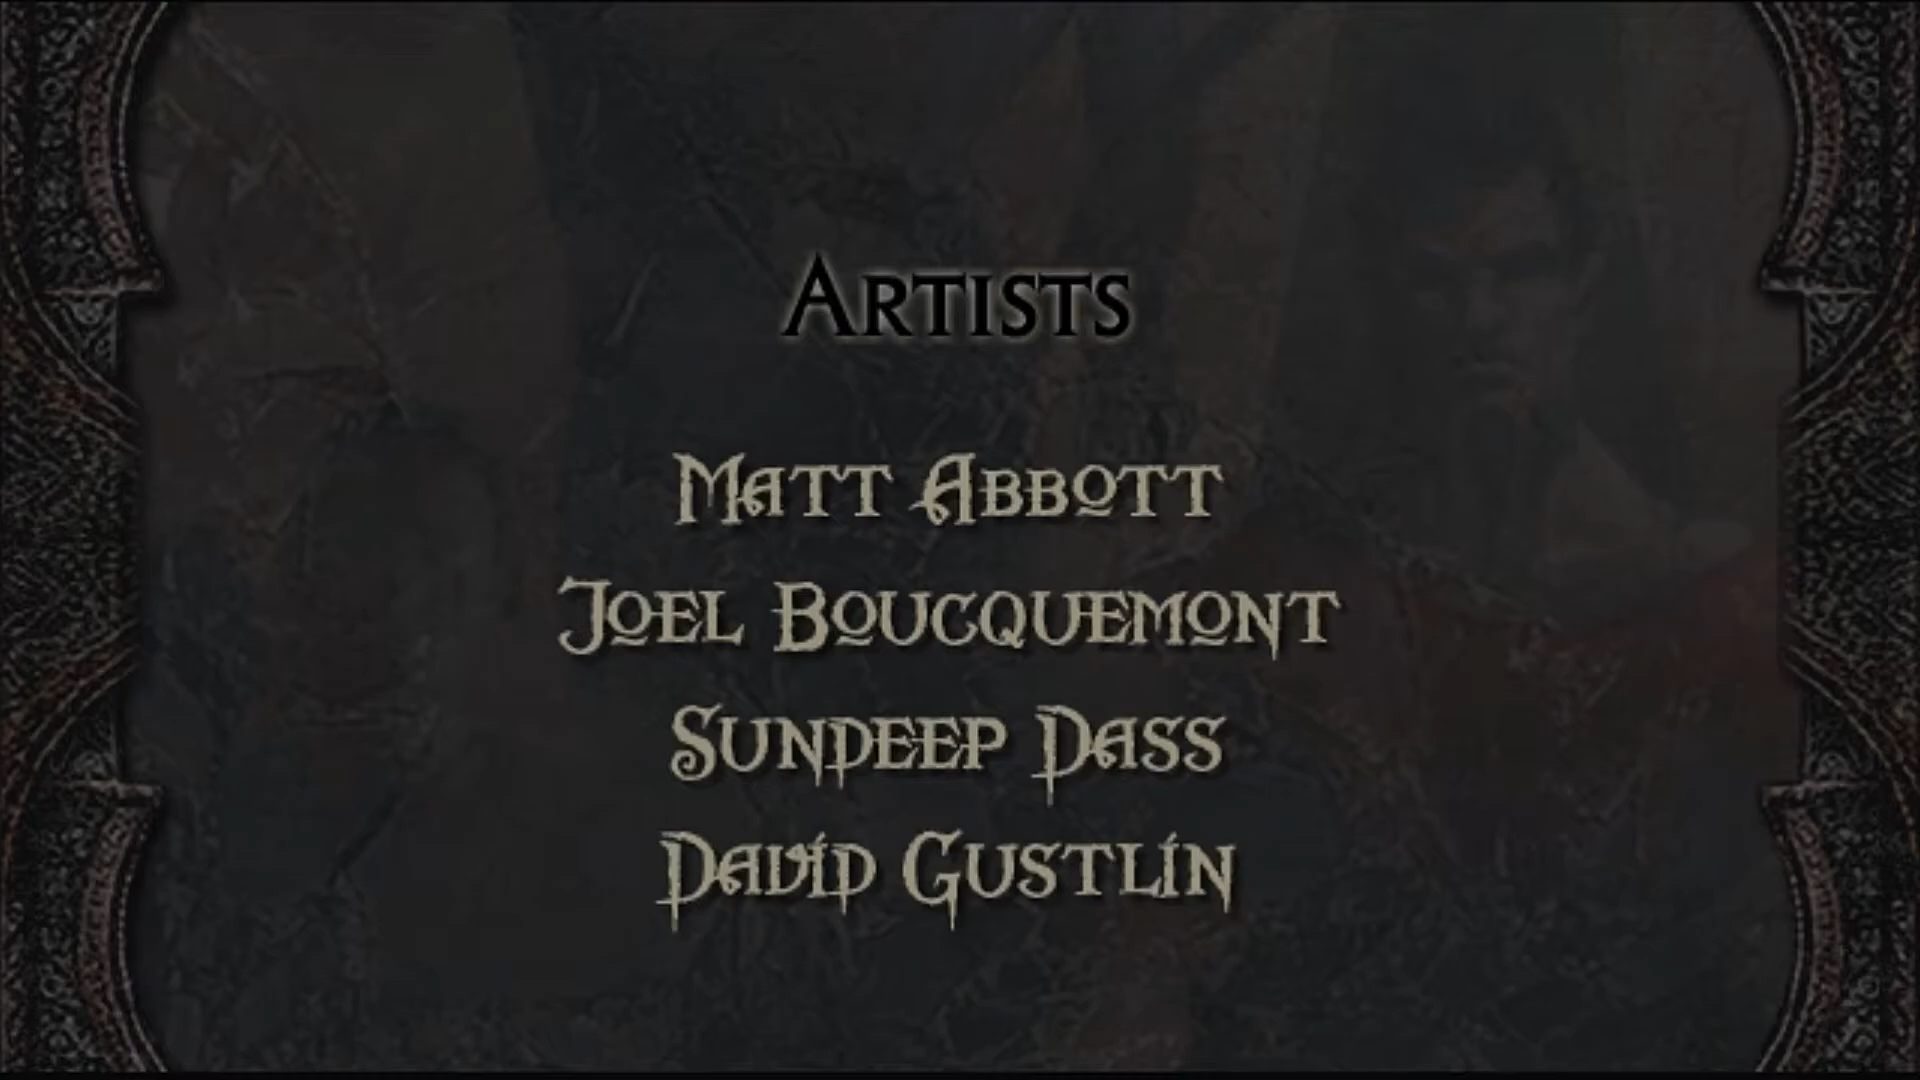 Artists
Matt Abbott
Joel Boucquemont
Sundeep Dass
David Gustlin